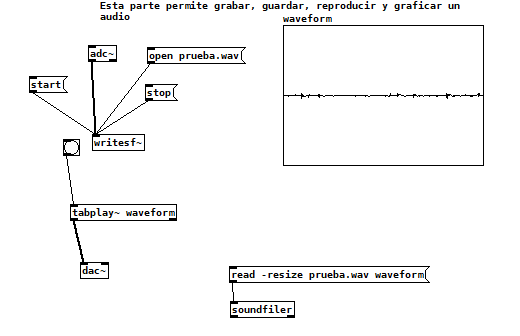 Esta parte permite grabar, guardar, reproducir y graficar un
audio
waveform
adc~
open prueba.wav
start
stop
writesf~
tabplay~ waveform
dac~
read -resize prueba.wav waveform
soundfiler